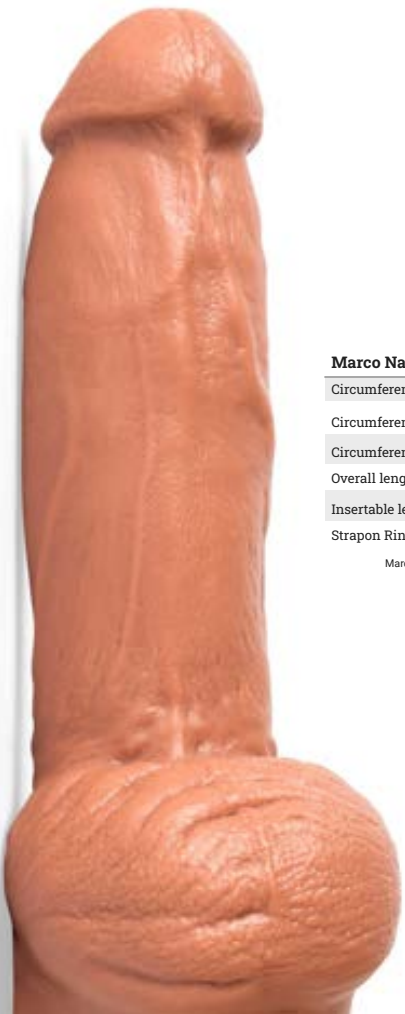 Marco Na
Circumferen
Circumferen
Circumferen
Overall leng
Insertable le
Strapon Rin
Marc